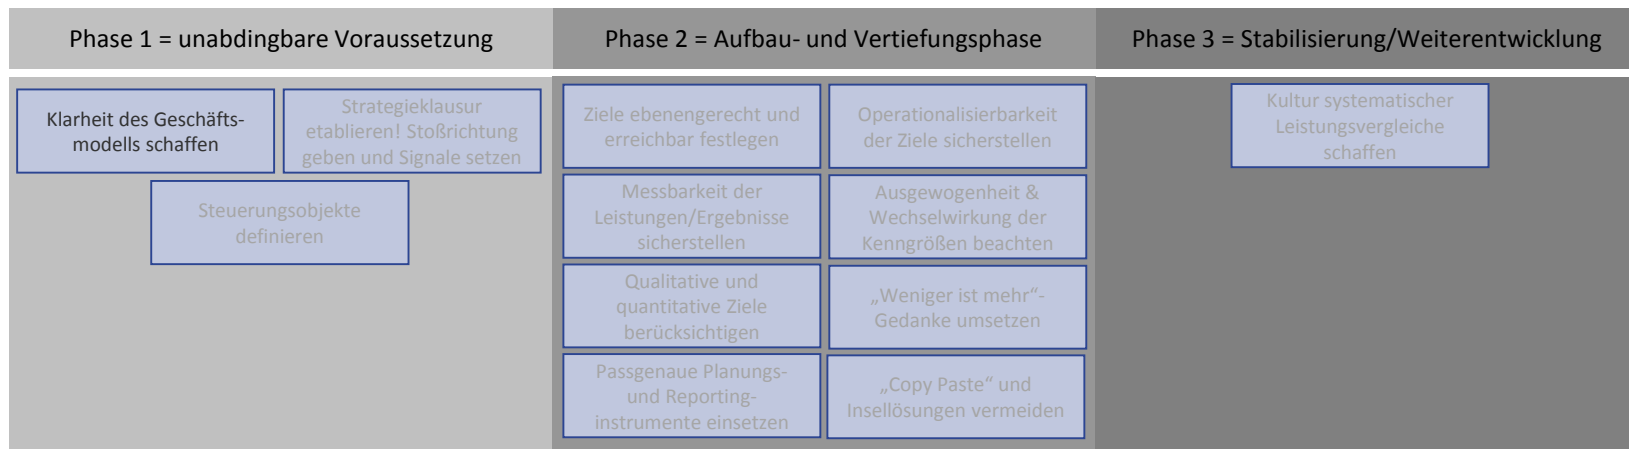 Phase 1 = unabdingbare Voraussetzung
Phase 2 = Aufbau- und Vertiefungsphase
Phase 3 = Stabilisierung/Weiterentwicklung
Klarheit des Geschäfts-
modells schaffen
Strategieklausur
etablieren! Stoßrichtung
geben und Signale setzen
Steuerungsobjekte
definieren
Ziele ebenengerecht und
erreichbar festlegen
Operationalisierbarkeit
der Ziele sicherstellen
Messbarkeit der
Leistungen/Ergebnisse
sicherstellen
Ausgewogenheit &
Wechselwirkung der
Kenngrößen beachten
Qualitative und
quantitative Ziele
berücksichtigen
„Weniger ist mehr“-
Gedanke umsetzen
Passgenaue Planungs-
und Reporting-
instrumente einsetzen
„Copy Paste“ und
Insellösungen vermeiden
Kultur systematischer
Leistungsvergleiche
schaffen